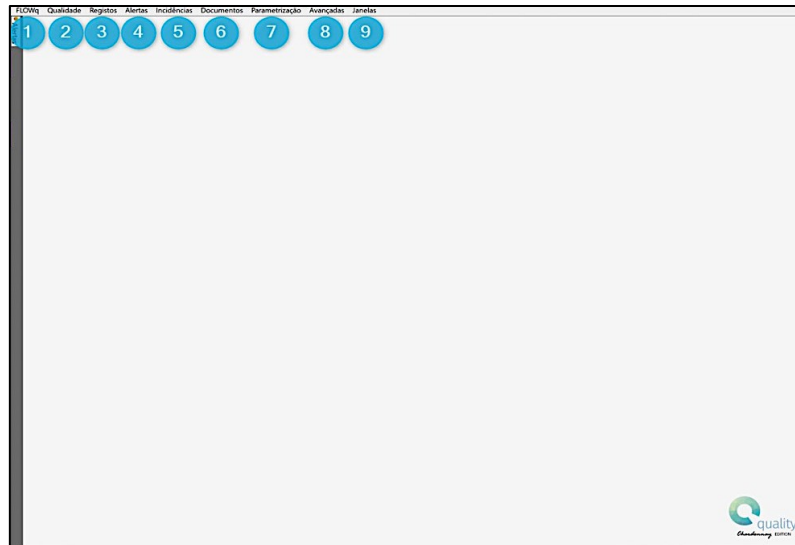 FLOWq Qualidade Registos Alertas Incidências Documentos Parametrização Avançadas Janelas
1 2 3 4 5 6 7 8 9
quality
Chardonnay EDITION